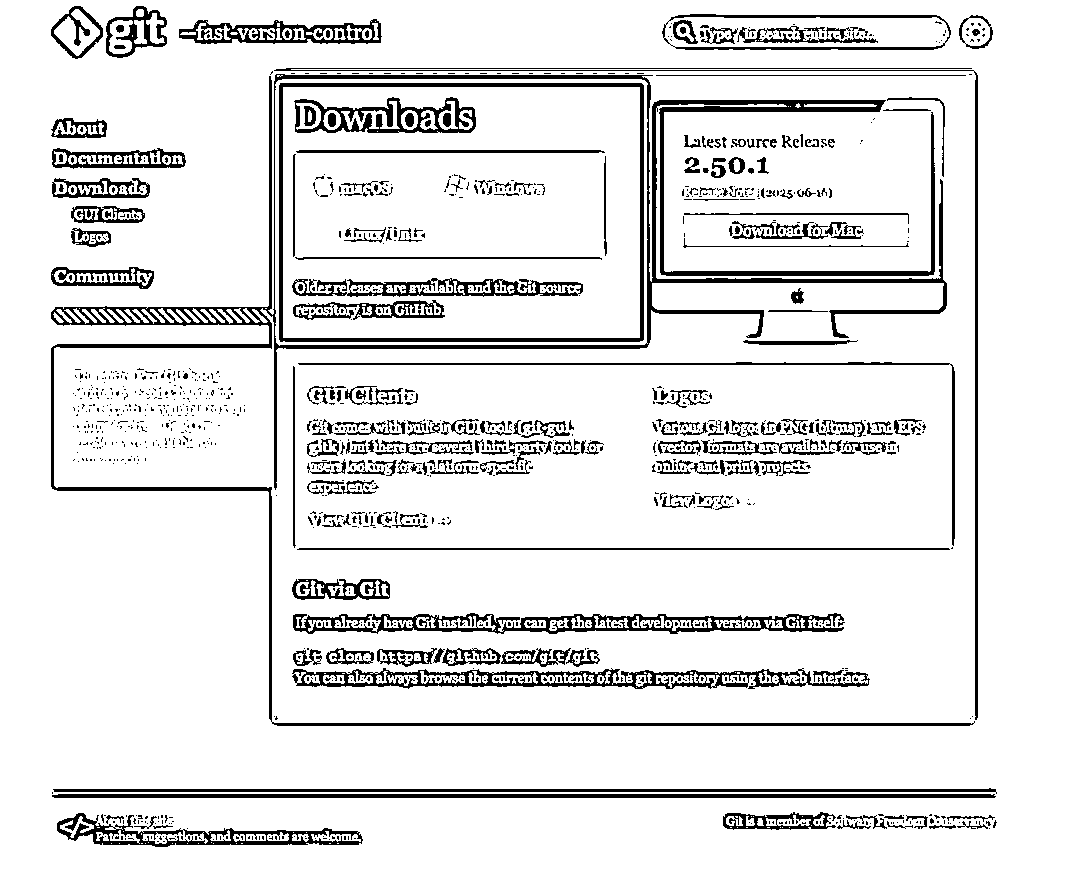 git --fast-version-control
Type / to search entire site…
About
Documentation
Downloads
GUI Clients
Logos
Community
Downloads
macOS
Windows
Linux/Unix
Older releases are available and the Git source
repository is on GitHub.
Latest source Release
2.50.1
Release Notes (2025-06-16)
Download for Mac
GUI Clients
Git comes with built-in GUI tools (git-gui,
gitk), but there are several third-party tools for
users looking for a platform-specific
experience.
View GUI Clients →
Logos
Various Git logos in PNG (bitmap) and EPS
(vector) formats are available for use in
online and print projects.
View Logos →
Git via Git
If you already have Git installed, you can get the latest development version via Git itself:
git clone https://github.com/git/git
You can also always browse the current contents of the git repository using the web interface.
About this site
Patches, suggestions, and comments are welcome.
Git is a member of Software Freedom Conservancy